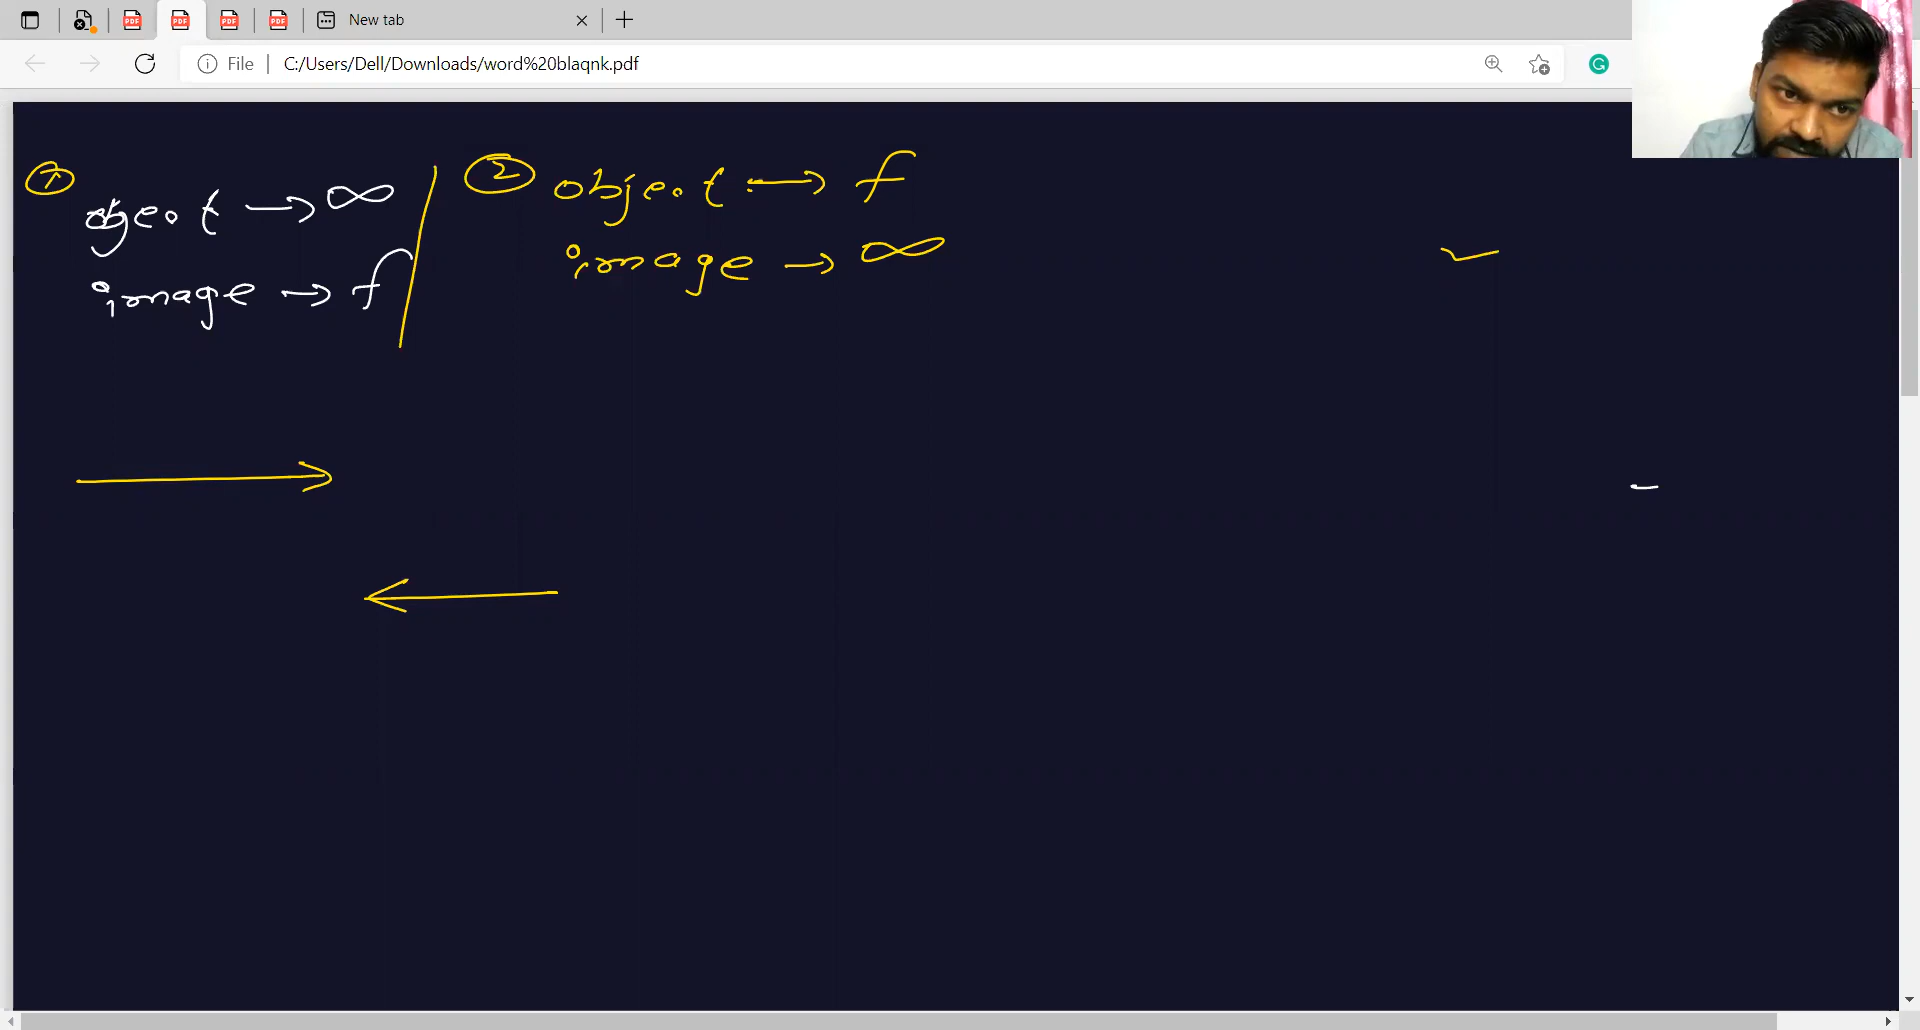 New tab
File C:/Users/Dell/Downloads/word%20blaqnk.pdf
① object → ∞
image → f
② object → f
image → ∞